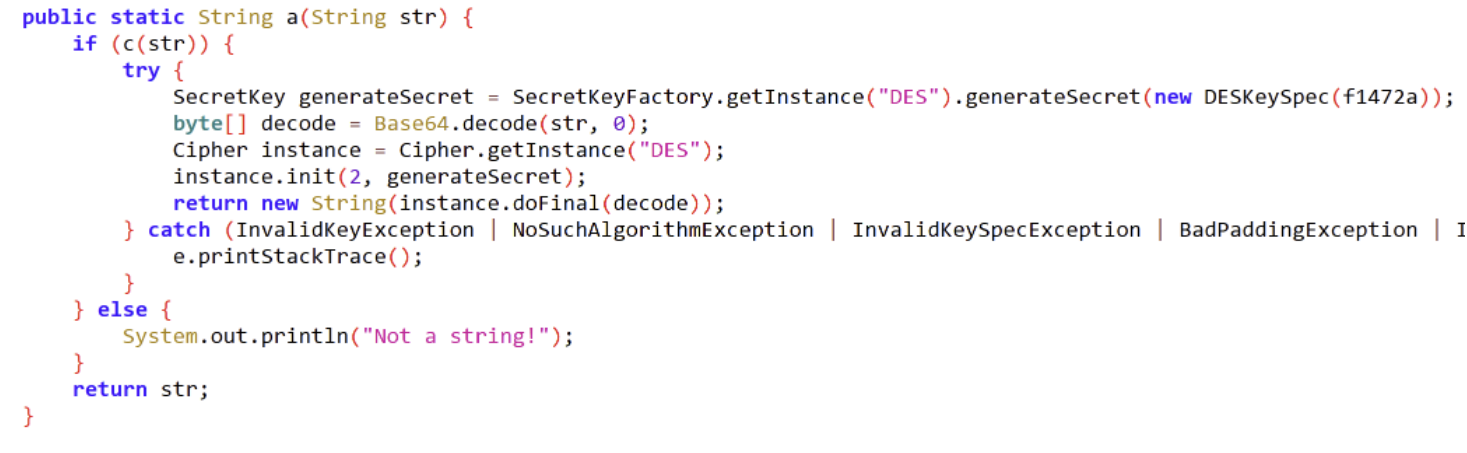 public static String a(String str) {
    if (c(str)) {
        try {
            SecretKey generateSecret = SecretKeyFactory.getInstance("DES").generateSecret(new DESKeySpec(f1472a));
            byte[] decode = Base64.decode(str, 0);
            Cipher instance = Cipher.getInstance("DES");
            instance.init(2, generateSecret);
            return new String(instance.doFinal(decode));
        } catch (InvalidKeyException | NoSuchAlgorithmException | InvalidKeySpecException | BadPaddingException | I
            e.printStackTrace();
        }
    } else {
        System.out.println("Not a string!");
    }
    return str;
}